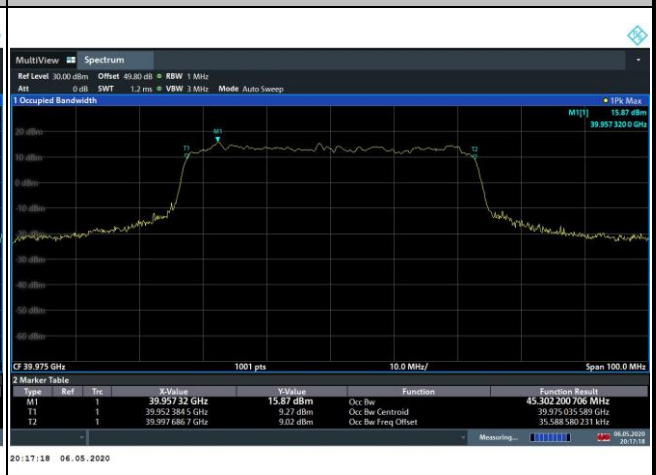 MultiView Spectrum
Ref Level 30.00 dBm Offset 49.80 dB RBW 1 MHz
Att 0 dB SWT 1.2 ms VBW 3 MHz Mode Auto Sweep
1 Occupied Bandwidth 1Pk Max
M1[1] 15.87 dBm
39.957 320 0 GHz
20 dBm
M1
T1 T2
10 dBm
0 dBm
-10 dBm
-20 dBm
-30 dBm
-40 dBm
-50 dBm
-60 dBm
CF 39.975 GHz 1001 pts 10.0 MHz/ Span 100.0 MHz
2 Marker Table
Type Ref Trc X-Value Y-Value Function Function Result
M1 1 39.957 32 GHz 15.87 dBm Occ Bw 45.302 200 706 MHz
T1 1 39.952 384 5 GHz 9.27 dBm Occ Bw Centroid 39.975 035 589 GHz
T2 1 39.997 686 7 GHz 9.02 dBm Occ Bw Freq Offset 35.588 580 231 kHz
Measuring... 06.05.2020
20:17:18
20:17:18 06.05.2020